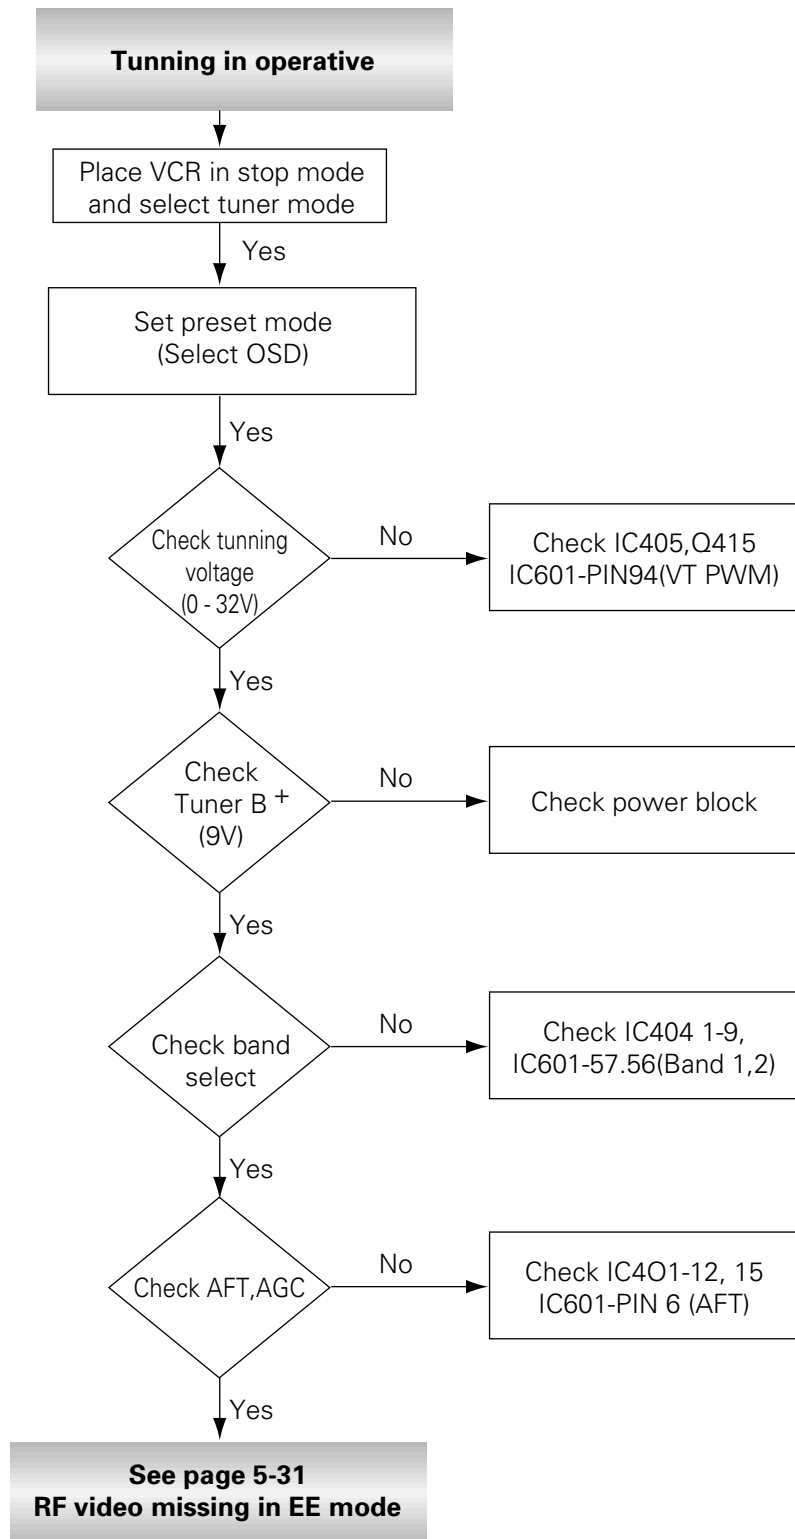 Tunning in operative
Place VCR in stop mode
and select tuner mode
Yes
Set preset mode
(Select OSD)
Yes
Check tunning
voltage
(0 - 32V)
No
Check IC405,Q415
IC601-PIN94(VT PWM)
Yes
Check
Tuner B +
(9V)
No
Check power block
Yes
Check band
select
No
Check IC404 1-9,
IC601-57.56(Band 1,2)
Yes
Check AFT,AGC
No
Check IC4O1-12, 15
IC601-PIN 6 (AFT)
Yes
See page 5-31
RF video missing in EE mode